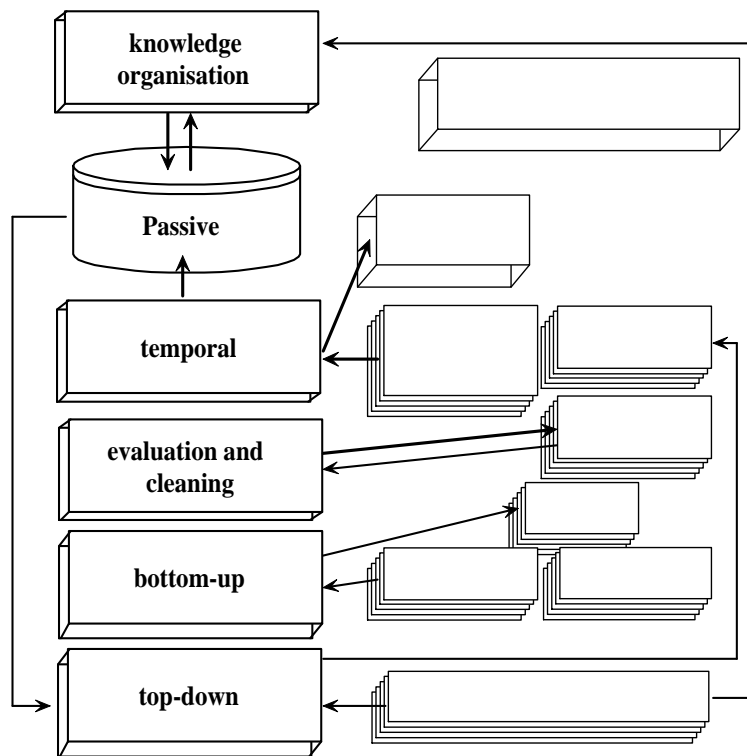 knowledge
organisation
Passive
temporal
evaluation and
cleaning
bottom-up
top-down